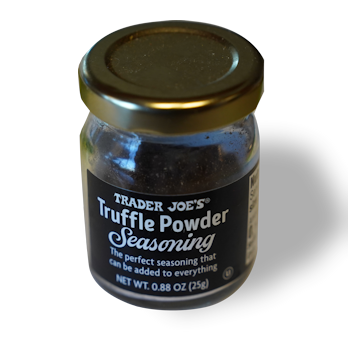 TRADER JOE'S®
Truffle Powder
Seasoning
The perfect seasoning that
can be added to everything
NET WT. 0.88 OZ (25g)